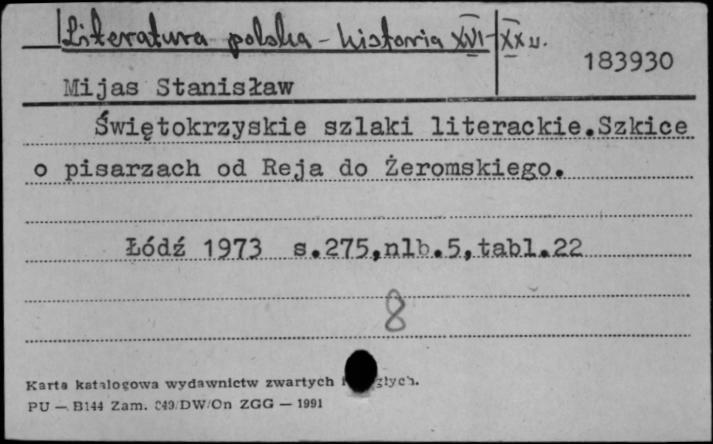 Literatura polska - historia XVI-XX w.
183930
Mijas Stanisław
Świętokrzyskie szlaki literackie.Szkice
o pisarzach od Reja do Żeromskiego.
Łódź 1973 s.275,nlb.5,tabl.22
8
Karta katalogowa wydawnictw zwartych
PU — B144 Zam. DW/On ZGG — 1991